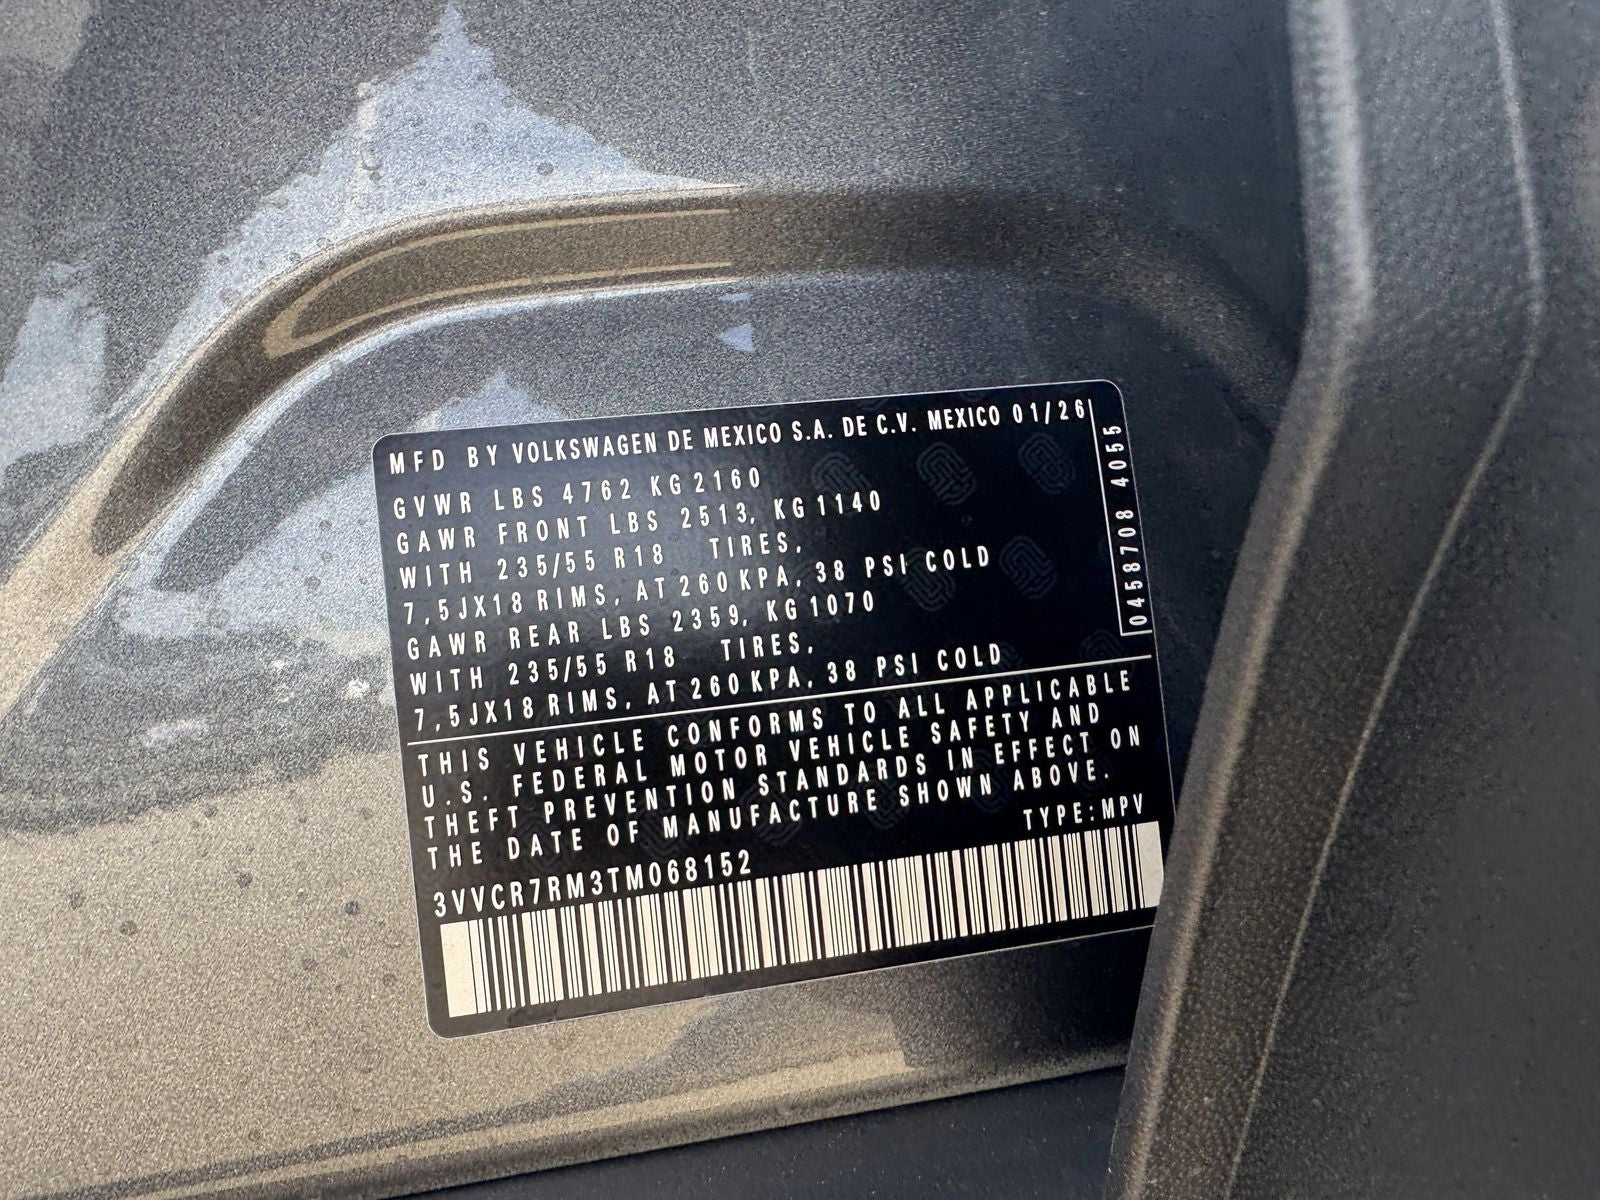 MFD BY VOLKSWAGEN DE MEXICO S.A. DE C.V. MEXICO 01/26
GVWR LBS 4762 KG 2160
GAWR FRONT LBS 2513, KG 1140
WITH 235/55 R18 TIRES,
7,5JX18 RIMS, AT 260 KPA, 38 PSI COLD
GAWR REAR LBS 2359, KG 1070
WITH 235/55 R18 TIRES,
7,5JX18 RIMS, AT 260 KPA, 38 PSI COLD
0458708 4055
THIS VEHICLE CONFORMS TO ALL APPLICABLE
U.S. FEDERAL MOTOR VEHICLE SAFETY AND
THEFT PREVENTION STANDARDS IN EFFECT ON
THE DATE OF MANUFACTURE SHOWN ABOVE.
TYPE:MPV
3VVCR7RM3TM068152